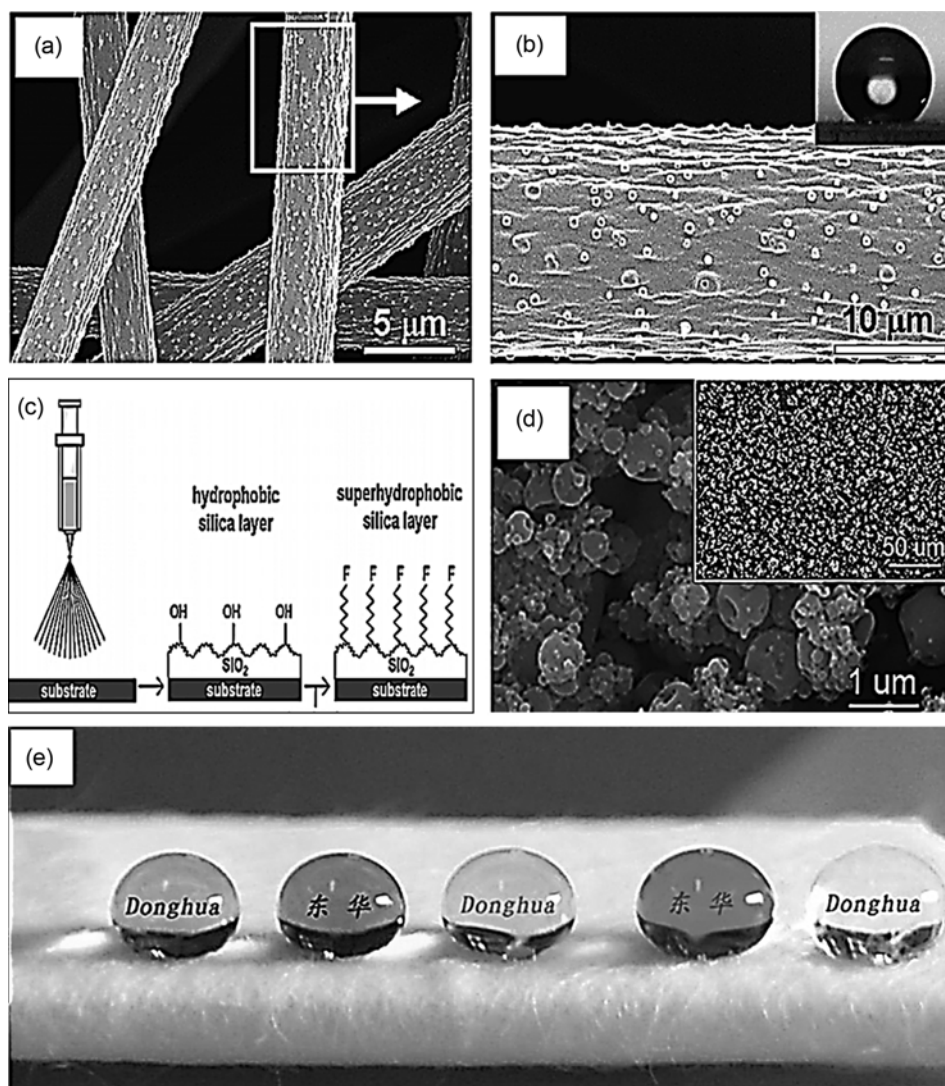 (a)
5 μm
(b)
10 μm
(c)
hydrophobic
silica layer
superhydrophobic
silica layer
F F F F F
OH OH OH
SIO2 SIO2
substrate substrate substrate
(d)
50 um
1 um
(e)
Donghua 东 华 Donghua 东 华 Donghua